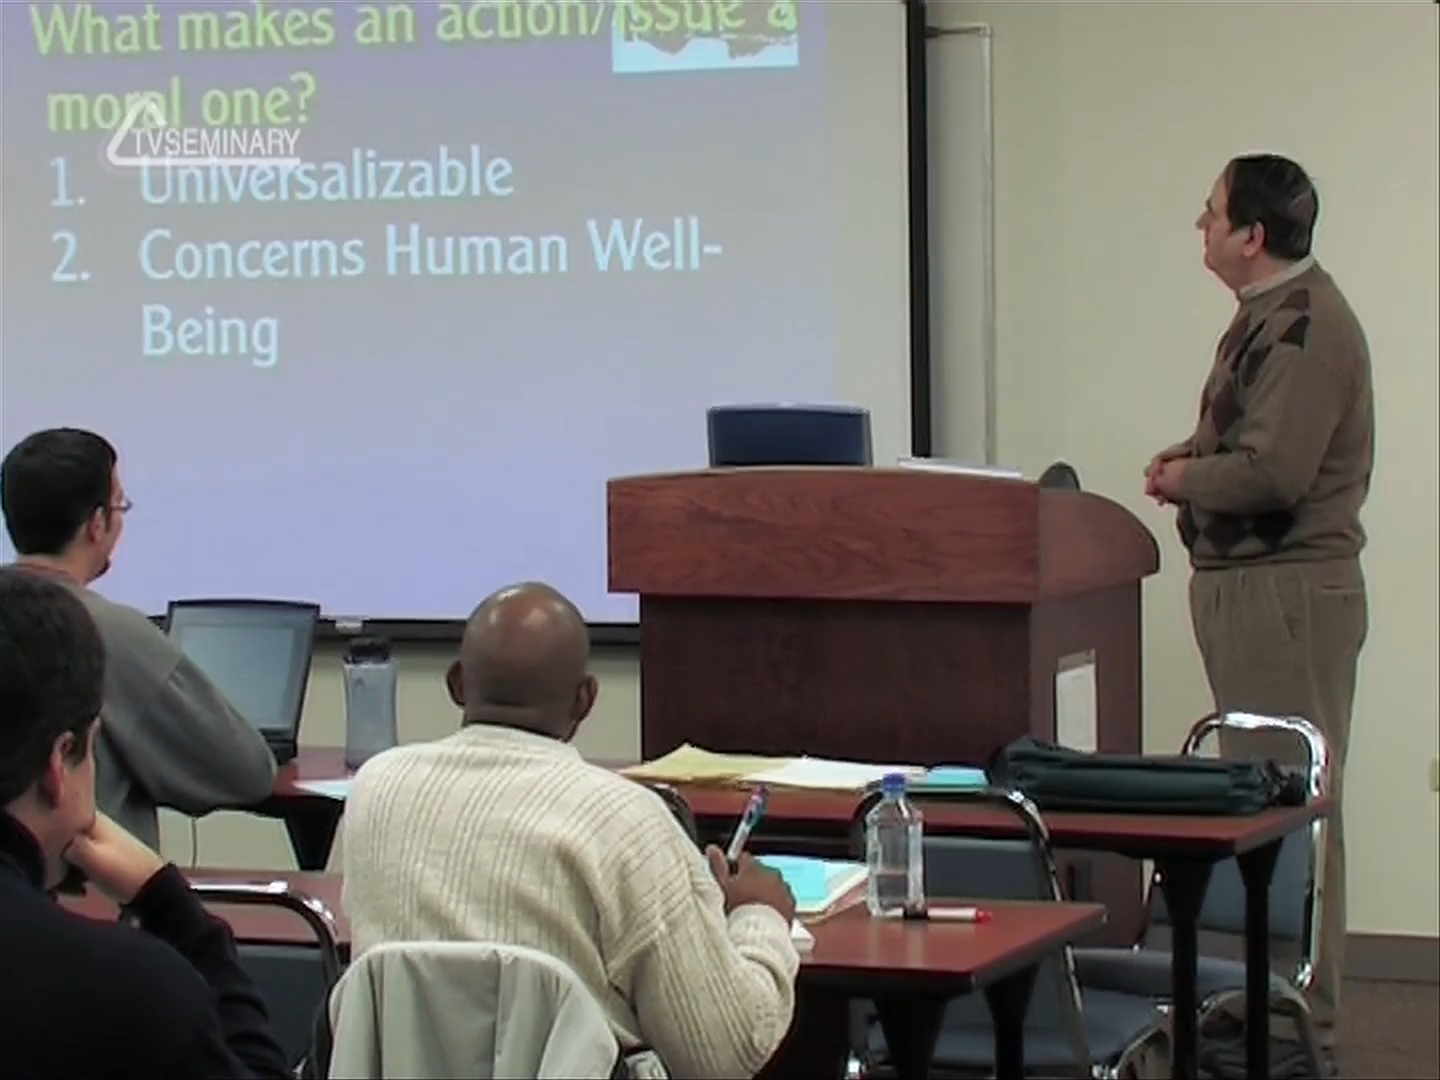 What makes an action/issue a
moral one?
TVSEMINARY
1. Universalizable
2. Concerns Human Well-
Being